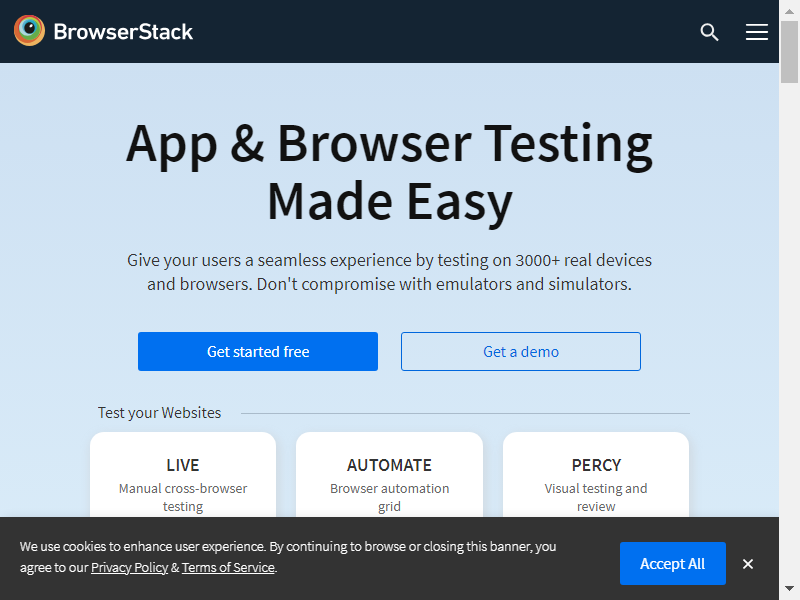 BrowserStack
App & Browser Testing
Made Easy
Give your users a seamless experience by testing on 3000+ real devices
and browsers. Don't compromise with emulators and simulators.
Get started free
Get a demo
Test your Websites
LIVE
Manual cross-browser
testing
AUTOMATE
Browser automation
grid
PERCY
Visual testing and
review
We use cookies to enhance user experience. By continuing to browse or closing this banner, you
agree to our Privacy Policy & Terms of Service.
Accept All